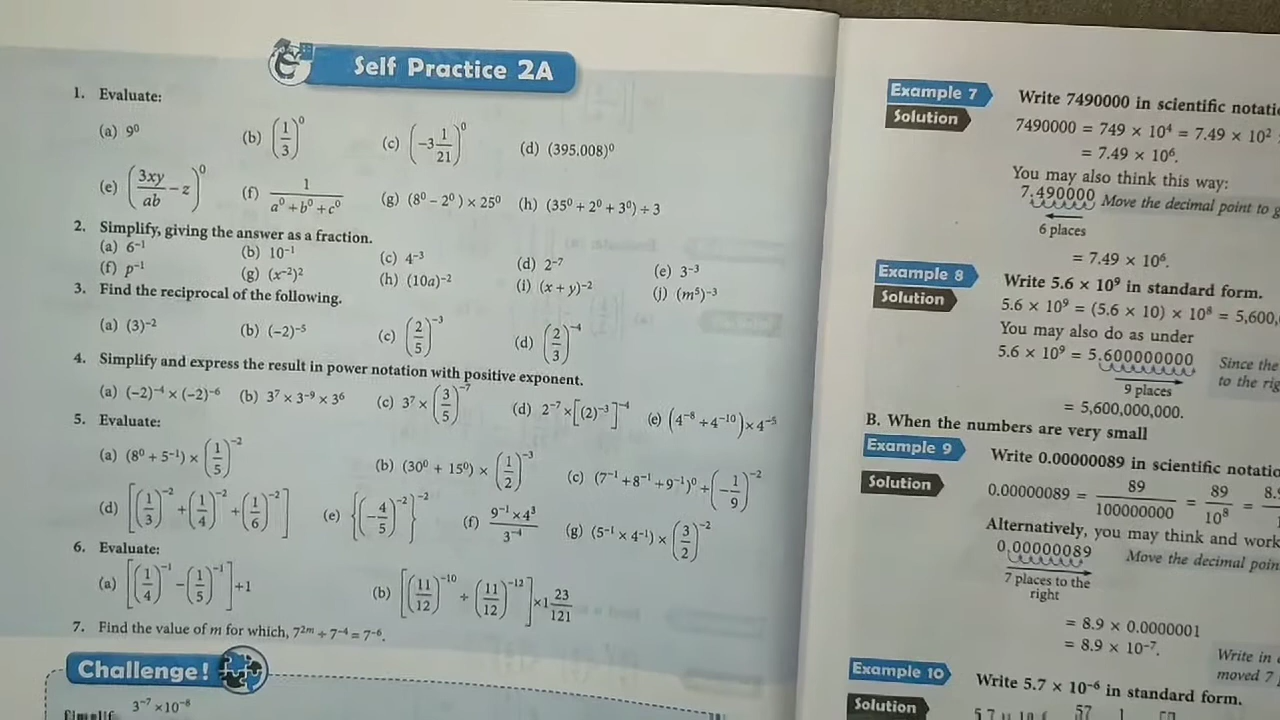 Self Practice 2A
1. Evaluate:
(a) 9⁰ (b) (1/3)⁰ (c) (−3 1/21)⁰ (d) (395.008)⁰
(e) (3xy/ab − z)⁰ (f) 1/(a⁰ + b⁰ + c⁰) (g) (8⁰ − 2⁰) × 25⁰ (h) (35⁰ + 2⁰ + 3⁰) ÷ 3
2. Simplify, giving the answer as a fraction.
(a) 6⁻¹ (b) 10⁻¹ (c) 4⁻³ (d) 2⁻⁷ (e) 3⁻³
(f) p⁻¹ (g) (x⁻²)² (h) (10a)⁻² (i) (x + y)⁻² (j) (m⁵)⁻³
3. Find the reciprocal of the following.
(a) (3)⁻² (b) (−2)⁻⁵ (c) (2/5)⁻³ (d) (2/3)⁻⁴
4. Simplify and express the result in power notation with positive exponent.
(a) (−2)⁻⁴ × (−2)⁻⁶ (b) 3⁷ × 3⁻⁹ × 3⁶ (c) 3⁷ × (3/5)⁻⁷ (d) 2⁻⁷ × [(2)⁻³]⁻⁴ (e) (4⁻⁸ ÷ 4⁻¹⁰) × 4⁻⁵
5. Evaluate:
(a) (8⁰ + 5⁻¹) × (1/5)⁻² (b) (30⁰ + 15⁰) × (1/2)⁻³ (c) (7⁻¹ + 8⁻¹ + 9⁻¹)⁰ ÷ (−1/9)⁻²
(d) [(1/3)⁻² + (1/4)⁻² + (1/6)⁻²] (e) {(−4/5)⁻²}⁻² (f) (9⁻¹ × 4³)/3⁻⁴ (g) (5⁻¹ × 4⁻¹) × (3/2)⁻²
6. Evaluate:
(a) [(1/4)⁻¹ − (1/5)⁻¹] ÷ 1 (b) [(11/12)⁻¹⁰ ÷ (11/12)⁻¹²] × 1 23/121
7. Find the value of m for which, 7²ᵐ ÷ 7⁻⁴ = 7⁻⁶.
Challenge!
3⁻⁷ × 10⁻⁸
Example 7 Write 7490000 in scientific
Solution
7490000 = 749 × 10⁴ = 7.49 × 10²
= 7.49 × 10⁶.
You may also think this way:
7.490000 Move the decimal point to
6 places
= 7.49 × 10⁶.
Example 8 Write 5.6 × 10⁹ in standard form.
Solution
5.6 × 10⁹ = (5.6 × 10) × 10⁸ = 5,600,
You may also do as under
5.6 × 10⁹ = 5.600000000 Since the
9 places to the
= 5,600,000,000.
B. When the numbers are very small
Example 9 Write 0.00000089 in scientific
Solution
0.00000089 = 89/100000000 = 89/10⁸ =
Alternatively, you may think and work
0.00000089 Move the decimal
7 places to the
right
= 8.9 × 0.0000001
= 8.9 × 10⁻⁷.
Write in
moved 7
Example 10 Write 5.7 × 10⁻⁶ in standard form.
Solution